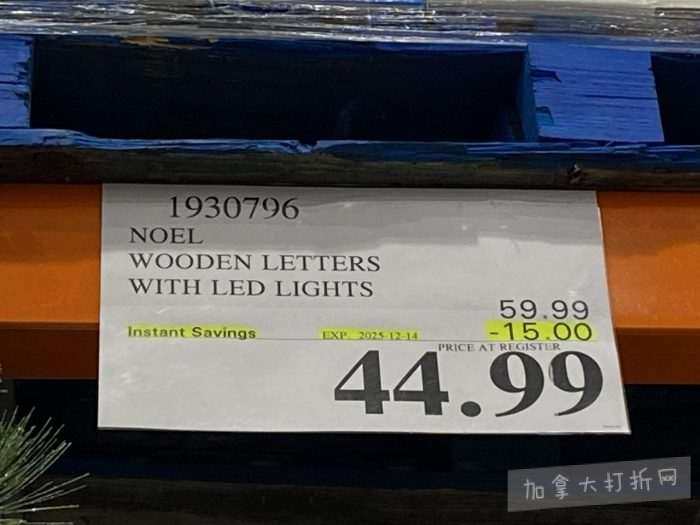 1930796
NOEL
WOODEN LETTERS
WITH LED LIGHTS
59.99
Instant Savings EXP. 2025-12-14 -15.00
PRICE AT REGISTER
44.99
加拿大打折网